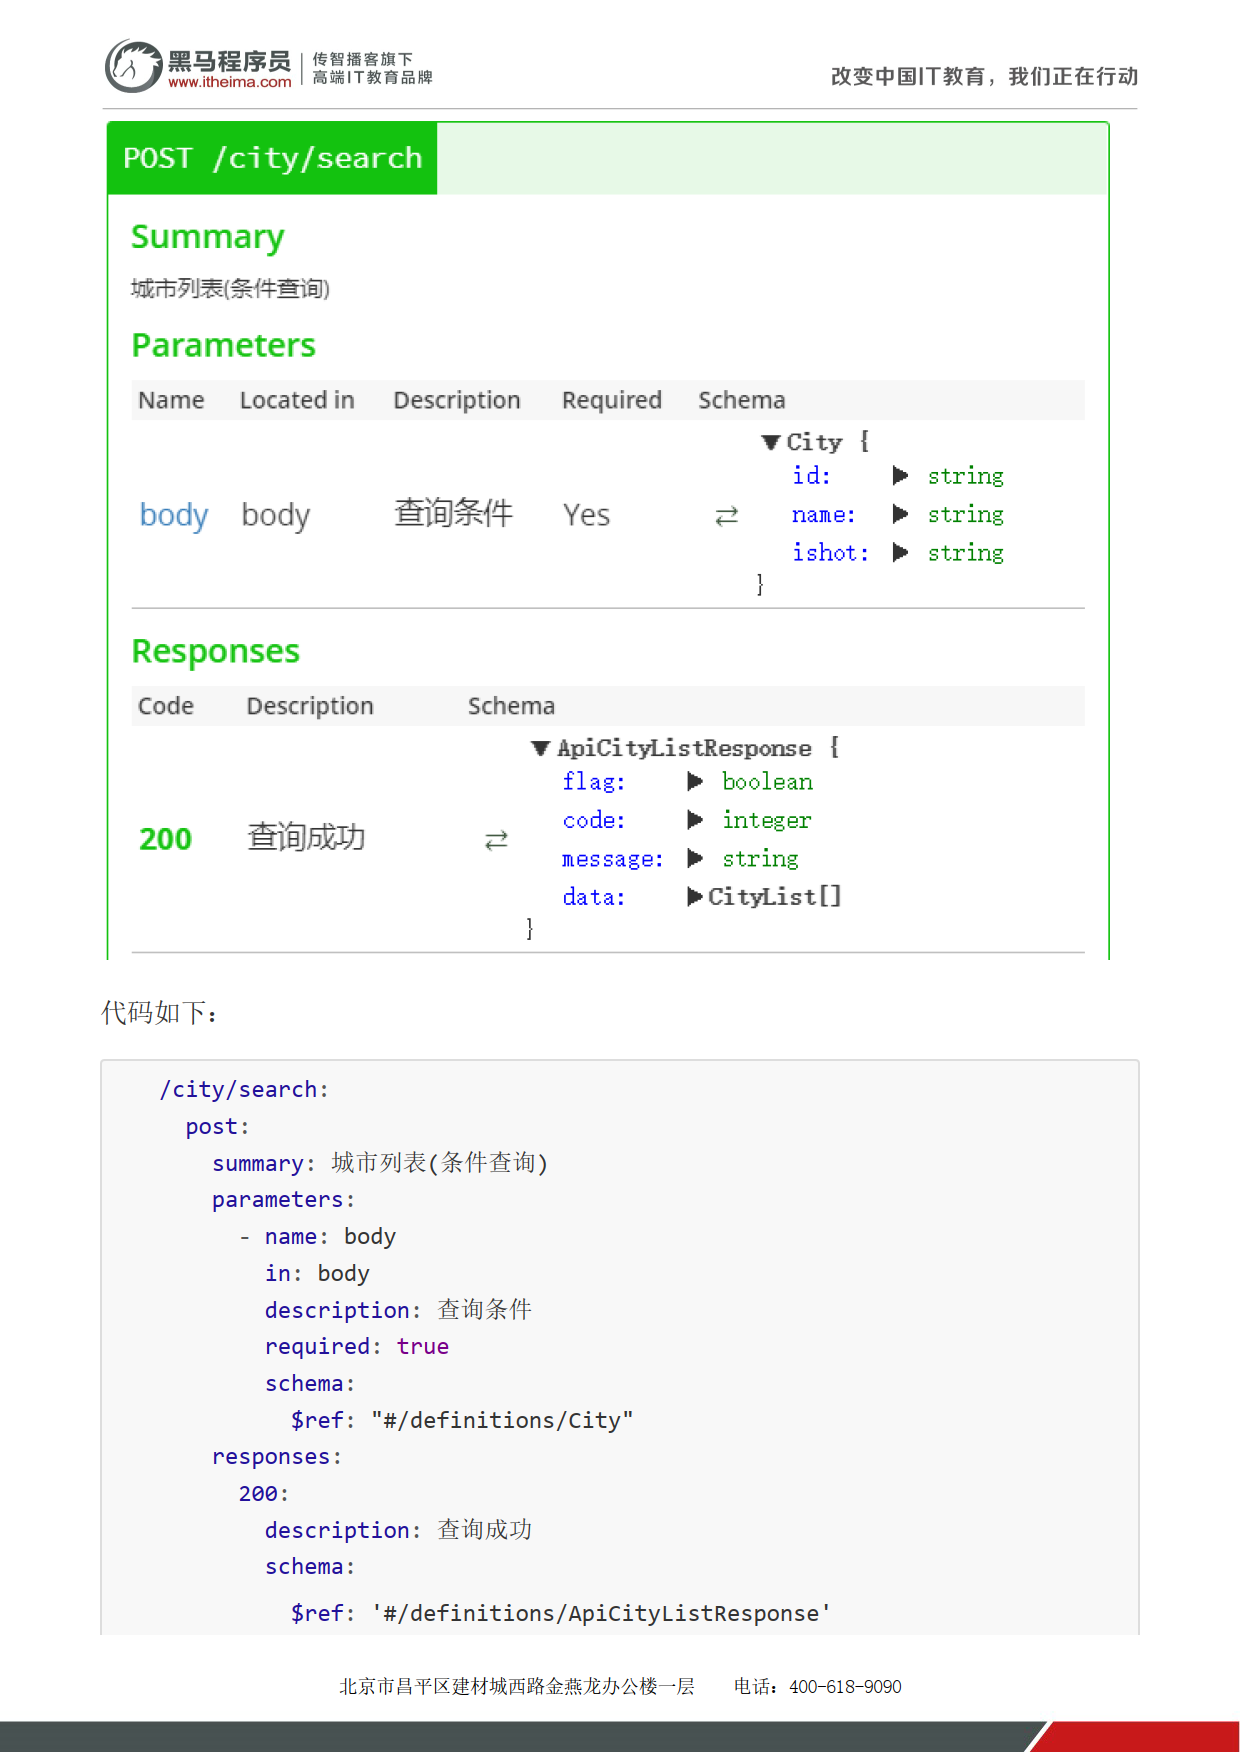 黑马程序员
www.itheima.com
传智播客旗下
高端IT教育品牌
改变中国IT教育，我们正在行动
POST /city/search
Summary
城市列表(条件查询)
Parameters
Name Located in Description Required Schema
City {
id: string
body body 查询条件 Yes ⇄ name: string
ishot: string
}
Responses
Code Description Schema
ApiCityListResponse {
flag: boolean
code: integer
200 查询成功 ⇄ message: string
data: CityList[]
}
代码如下：
/city/search:
post:
summary: 城市列表(条件查询)
parameters:
- name: body
in: body
description: 查询条件
required: true
schema:
$ref: "#/definitions/City"
responses:
200:
description: 查询成功
schema:
$ref: '#/definitions/ApiCityListResponse'
北京市昌平区建材城西路金燕龙办公楼一层 电话：400-618-9090